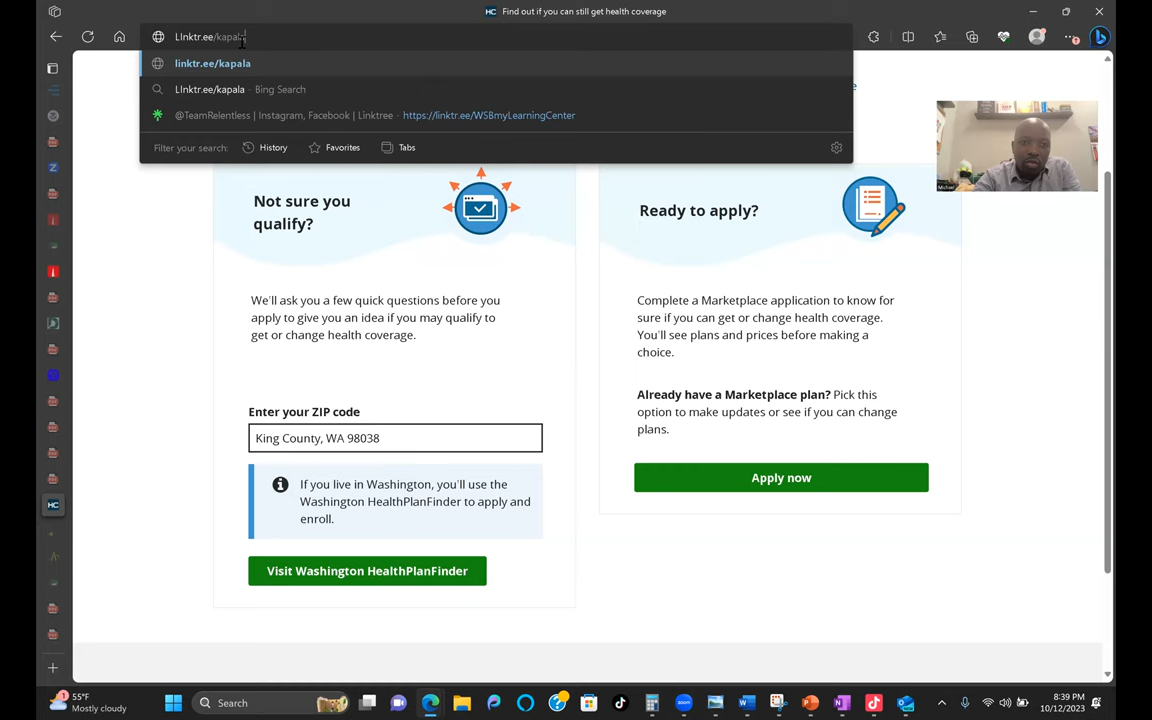 HC Find out if you can still get health coverage
LInktr.ee/kapala
linktr.ee/kapala
LInktr.ee/kapala - Bing Search
@TeamRelentless | Instagram, Facebook | Linktree - https://linktr.ee/WSBmyLearningCenter
Filter your search: History Favorites Tabs
e
Michael
Not sure you
qualify?
We'll ask you a few quick questions before you
apply to give you an idea if you may qualify to
get or change health coverage.
Enter your ZIP code
King County, WA 98038
If you live in Washington, you'll use the
Washington HealthPlanFinder to apply and
enroll.
Visit Washington HealthPlanFinder
Ready to apply?
Complete a Marketplace application to know for
sure if you can get or change health coverage.
You'll see plans and prices before making a
choice.
Already have a Marketplace plan? Pick this
option to make updates or see if you can change
plans.
Apply now
HC
1
55°F
Mostly cloudy
Search
8:39 PM
10/12/2023